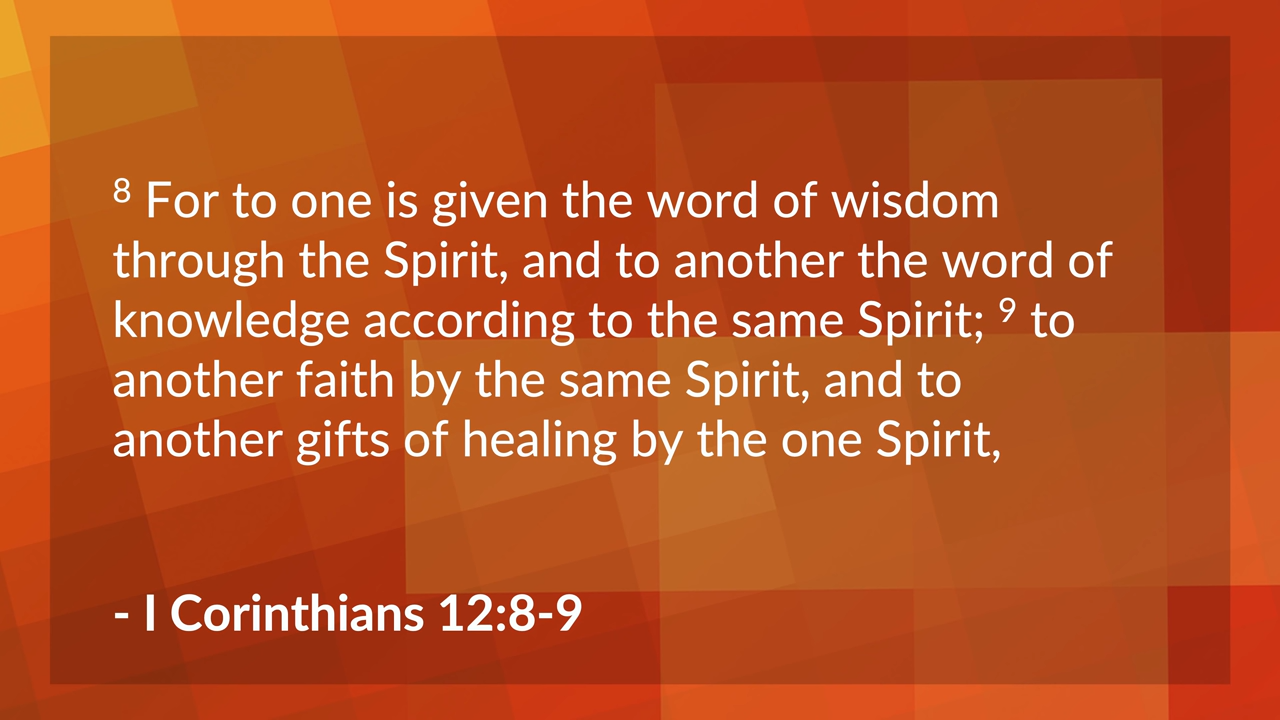 8 For to one is given the word of wisdom
through the Spirit, and to another the word of
knowledge according to the same Spirit; 9 to
another faith by the same Spirit, and to
another gifts of healing by the one Spirit,
- I Corinthians 12:8-9